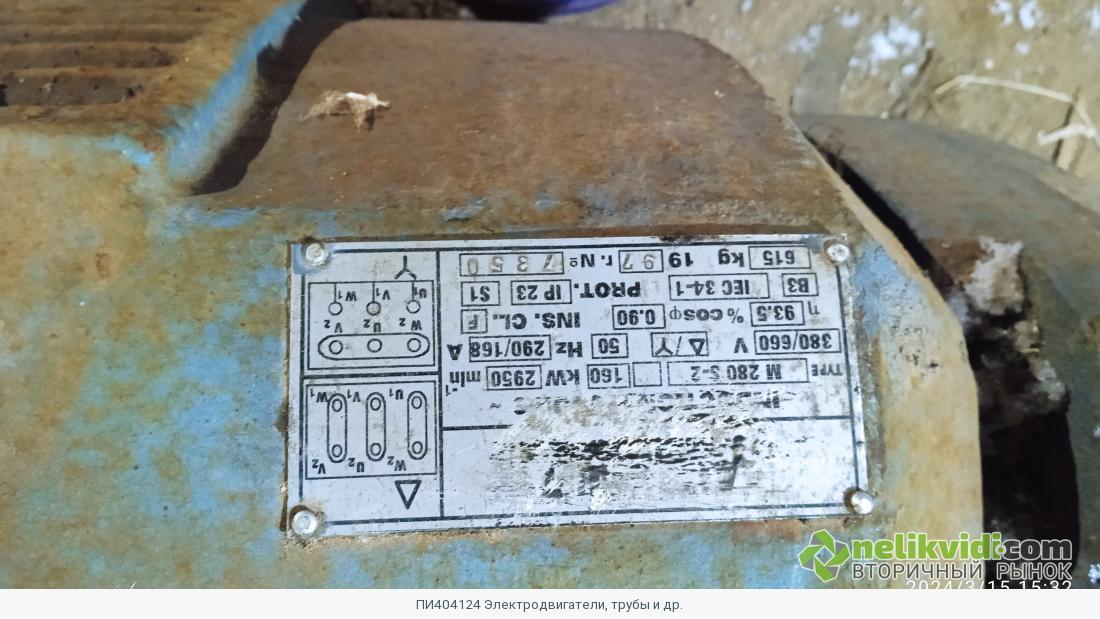 INDUCTION
TYPE M 280 S-2 160 kW 2950 min⁻¹
380/660 V Δ/Y 50 Hz 290/168 A
η 93,5 % cosφ 0.90 INS. CL. F
B3 IEC 34-1 PROT. IP 23 S1
615 kg 1997 г. № 7350
Δ
W2 U2 V2
U1 V1 W1
W2 U2 V2
U1 V1 W1
Y
nelikvidi.com
ВТОРИЧНЫЙ РЫНОК
2024/3/15 15:32
ПИ404124 Электродвигатели, трубы и др.